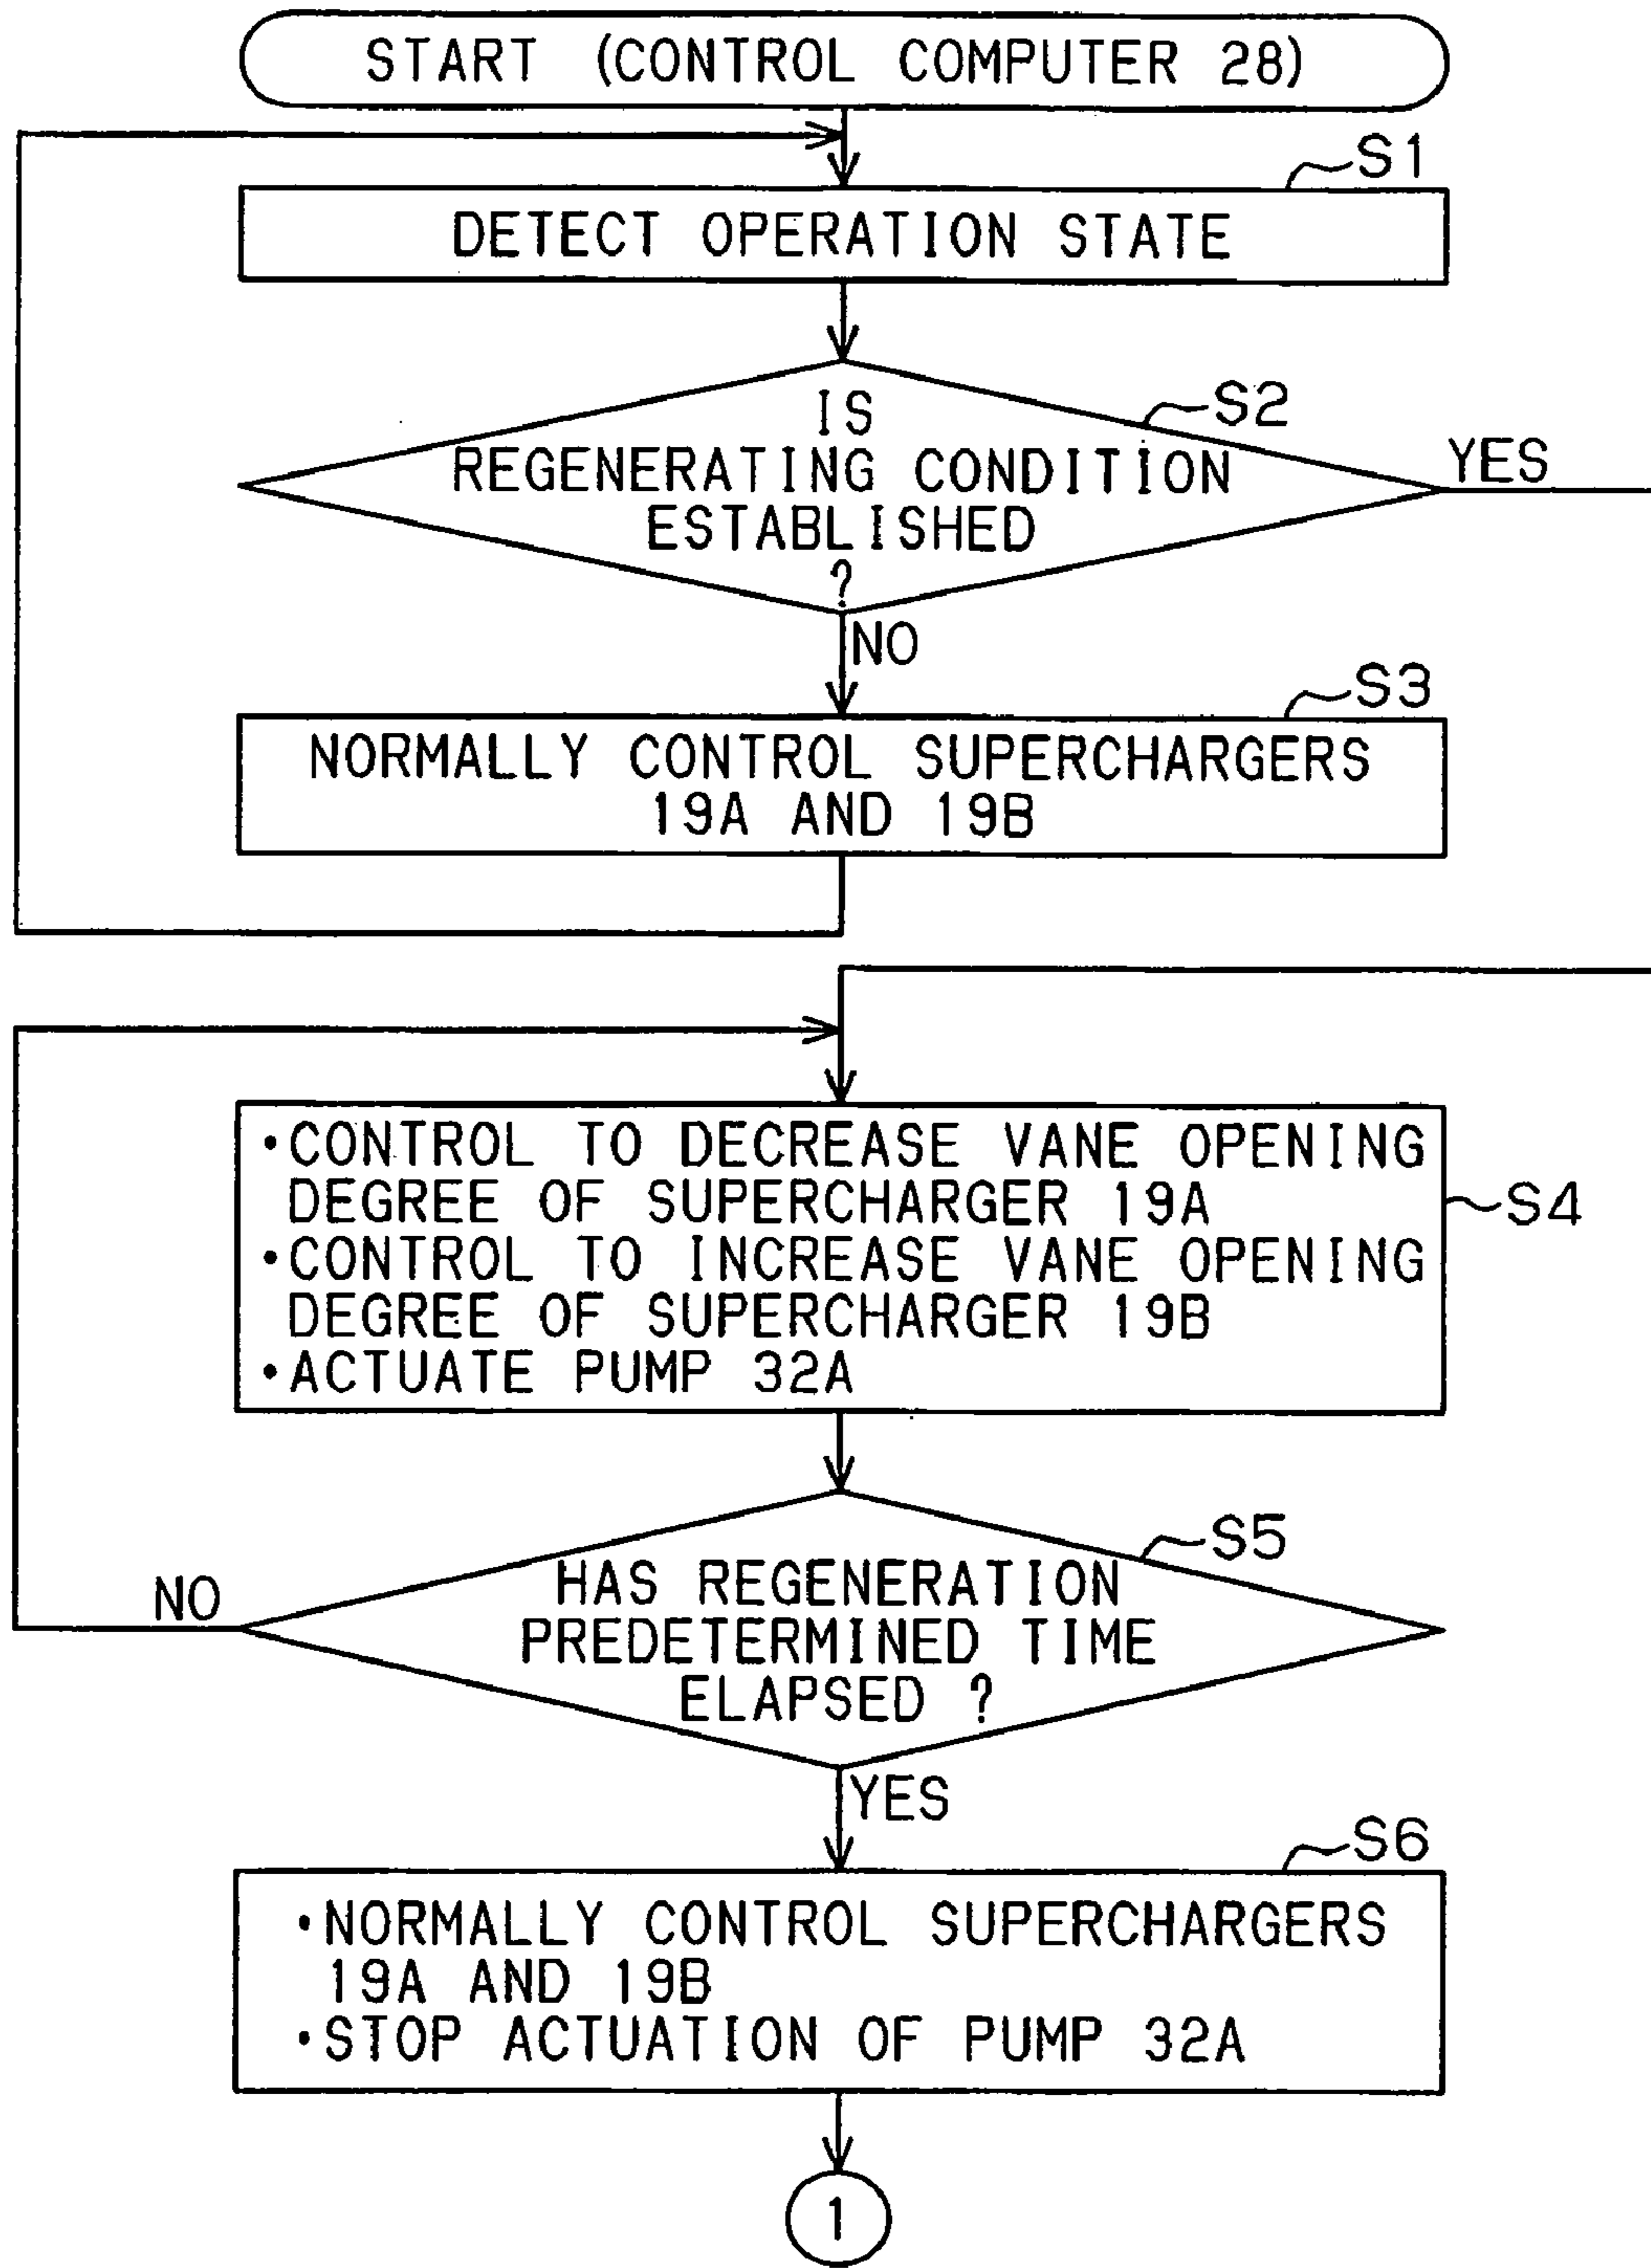 START (CONTROL COMPUTER 28)
S1
DETECT OPERATION STATE
S2
IS
REGENERATING CONDITION
ESTABLISHED
?
YES
NO
S3
NORMALLY CONTROL SUPERCHARGERS
19A AND 19B
•CONTROL TO DECREASE VANE OPENING
DEGREE OF SUPERCHARGER 19A
•CONTROL TO INCREASE VANE OPENING
DEGREE OF SUPERCHARGER 19B
•ACTUATE PUMP 32A
S4
S5
HAS REGENERATION
PREDETERMINED TIME
ELAPSED ?
NO
YES
S6
•NORMALLY CONTROL SUPERCHARGERS
19A AND 19B
•STOP ACTUATION OF PUMP 32A
1